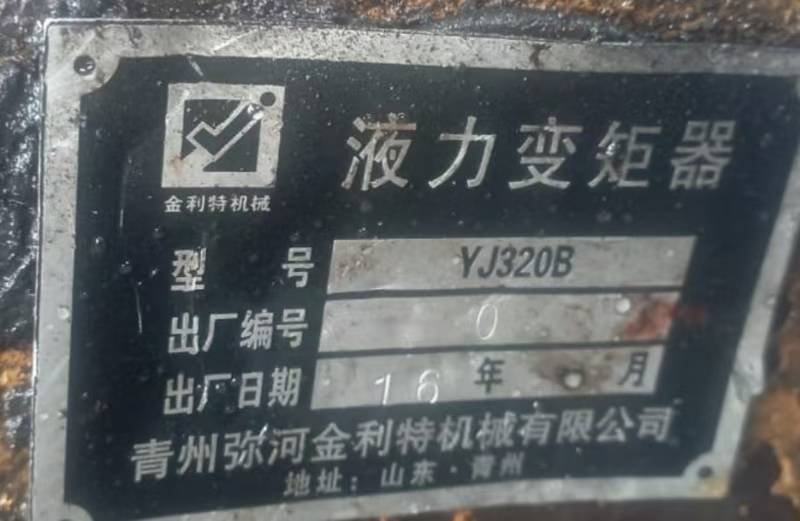 液力变矩器
金利特机械
型号 YJ320B
出厂编号 0
出厂日期 16年 月
青州弥河金利特机械有限公司
地址：山东·青州